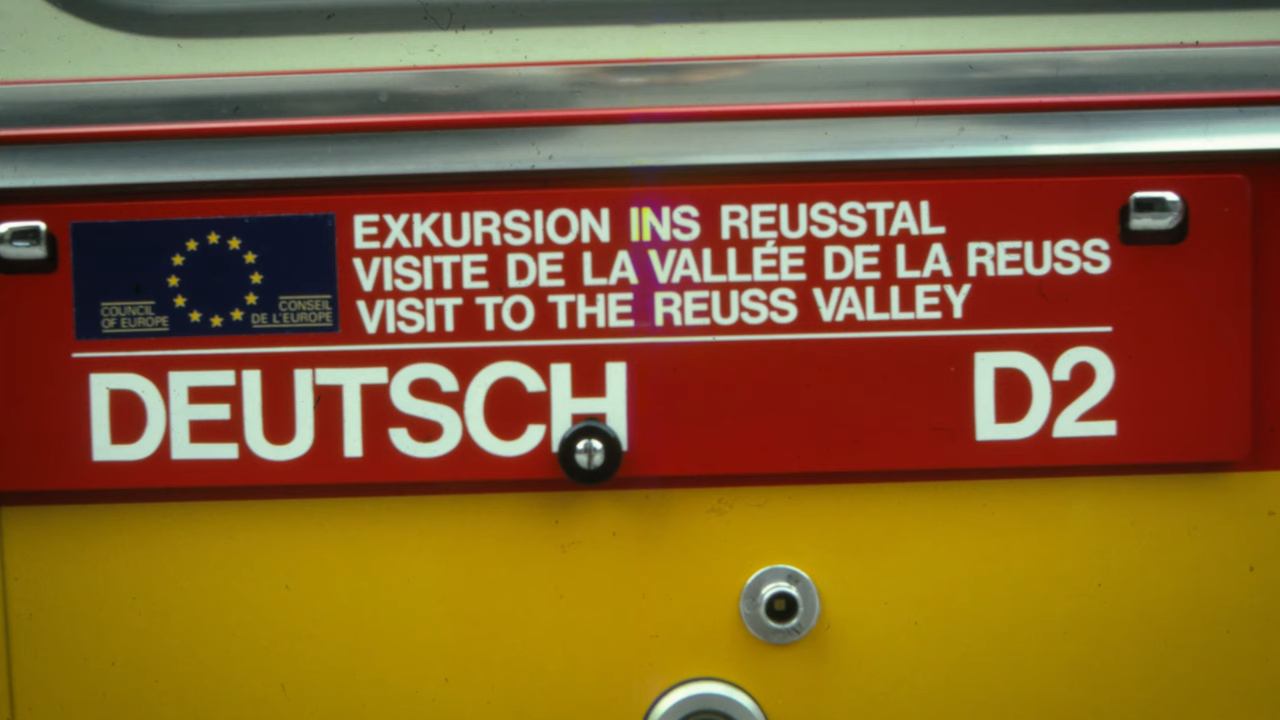 EXKURSION INS REUSSTAL
VISITE DE LA VALLÉE DE LA REUSS
VISIT TO THE REUSS VALLEY
COUNCIL OF EUROPE
CONSEIL DE L'EUROPE
DEUTSCH D2